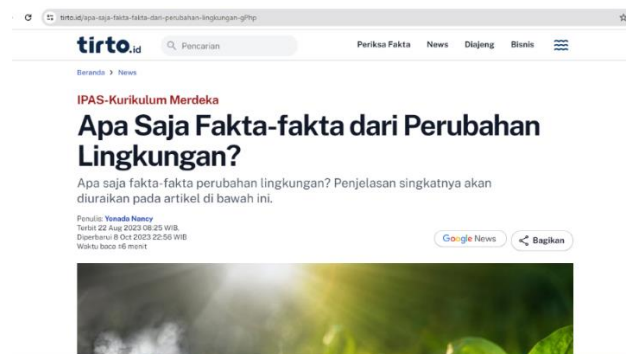 tirto.id/apa-saja-fakta-fakta-dari-perubahan-lingkungan-gPhp
tirto.id
Pencarian
Periksa Fakta News Diajeng Bisnis
Beranda > News
IPAS-Kurikulum Merdeka
Apa Saja Fakta-fakta dari Perubahan
Lingkungan?
Apa saja fakta-fakta perubahan lingkungan? Penjelasan singkatnya akan
diuraikan pada artikel di bawah ini.
Penulis: Yonada Nancy
Terbit 22 Aug 2023 08:25 WIB,
Diperbarui 8 Oct 2023 22:56 WIB
Waktu baca ±6 menit
Google News
Bagikan